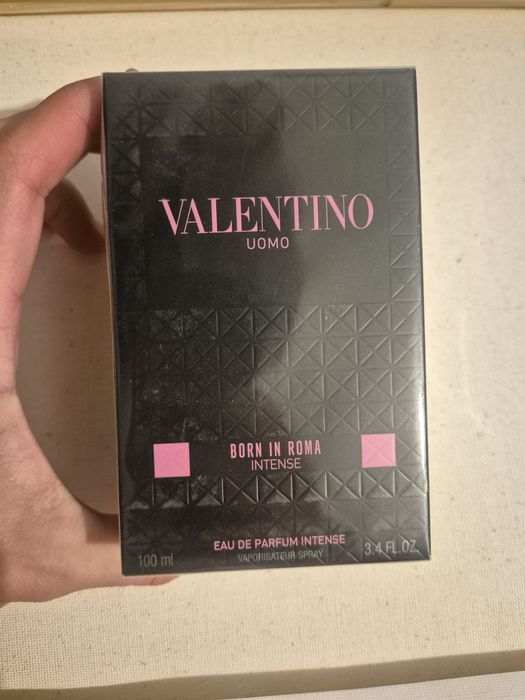 VALENTINO
UOMO
BORN IN ROMA
INTENSE
EAU DE PARFUM INTENSE
VAPORISATEUR SPRAY
100 ml
3.4 FL.OZ.